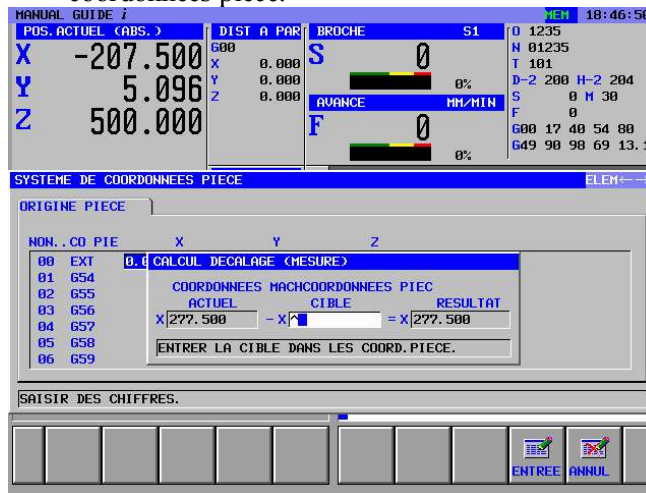 coordonnées pièce.
MANUAL GUIDE i MEM 18:46:50
POS.ACTUEL (ABS.) DIST A PAR BROCHE S1 O 1235
X -207.500 G00 S 0 N 01235
X 0.000 T 101
Y 5.096 Y 0.000 0% D-2 200 H-2 204
Z 0.000 AVANCE MM/MIN S 0 M 30
Z 500.000 F 0 F 0
G00 17 40 54 80
0% G49 90 98 69 13.1
SYSTEME DE COORDONNEES PIECE ELEM←
ORIGINE PIECE
NON..CO PIE X Y Z
00 EXT 0.0 CALCUL DECALAGE (MESURE)
01 G54
02 G55 COORDONNEES MACHCOORDONNEES PIEC
03 G56 ACTUEL CIBLE RESULTAT
04 G57 X 277.500 - X ^ = X 277.500
05 G58
06 G59 ENTRER LA CIBLE DANS LES COORD.PIECE.
SAISIR DES CHIFFRES.
ENTREE ANNUL